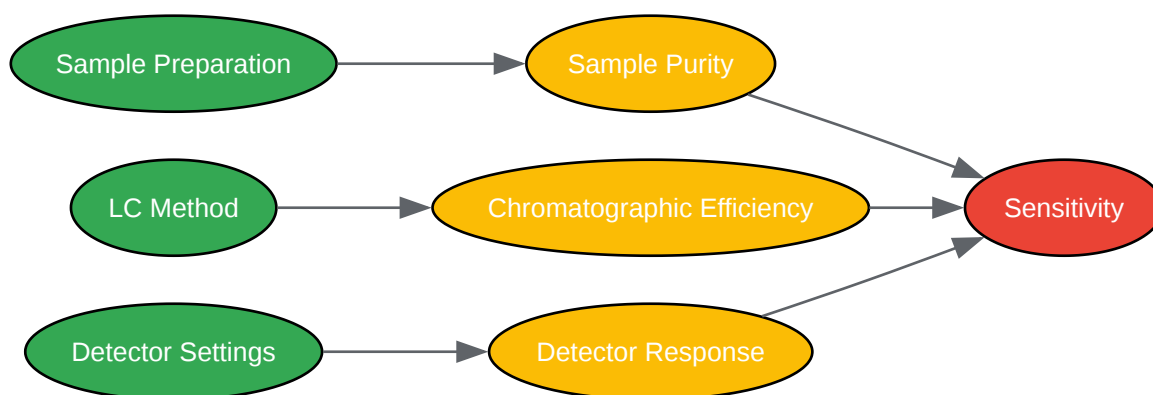 Sample Preparation
Sample Purity
LC Method
Chromatographic Efficiency
Sensitivity
Detector Settings
Detector Response